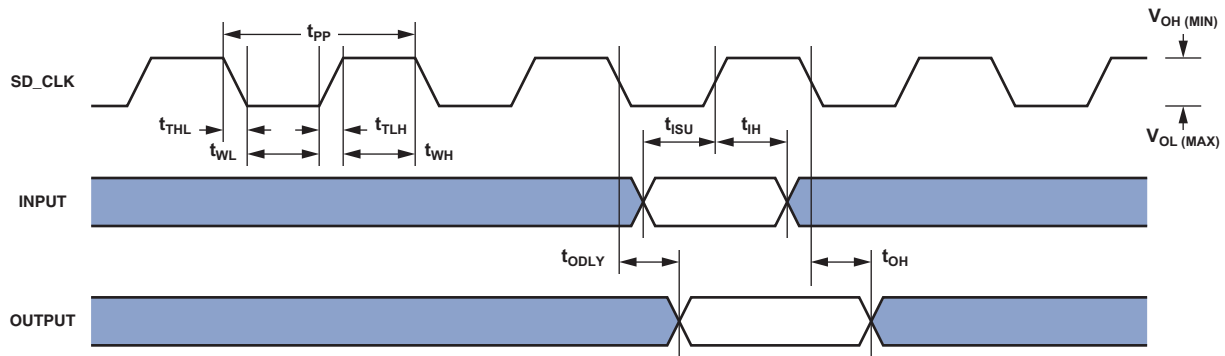 tPP
VOH (MIN)
SD_CLK
tTHL
tTLH
tISU
tIH
tWL
tWH
VOL (MAX)
INPUT
tODLY
tOH
OUTPUT